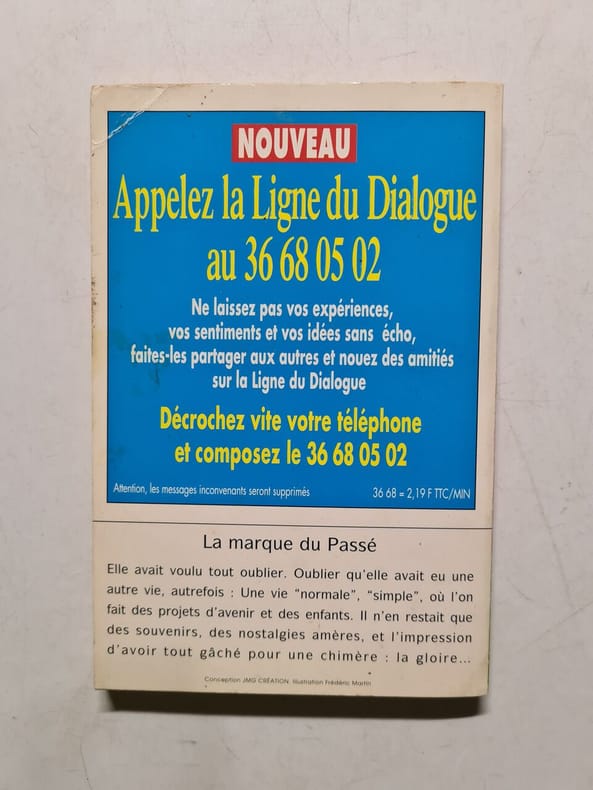 NOUVEAU
Appelez la Ligne du Dialogue
au 36 68 05 02
Ne laissez pas vos expériences,
vos sentiments et vos idées sans écho,
faites-les partager aux autres et nouez des amitiés
sur la Ligne du Dialogue
Décrochez vite votre téléphone
et composez le 36 68 05 02
Attention, les messages inconvenants seront supprimés
36 68 = 2,19 F TTC/MIN
La marque du Passé
Elle avait voulu tout oublier. Oublier qu'elle avait eu une
autre vie, autrefois : Une vie "normale", "simple", où l'on
fait des projets d'avenir et des enfants. Il n'en restait que
des souvenirs, des nostalgies amères, et l'impression
d'avoir tout gâché pour une chimère : la gloire...
Conception JMG CRÉATION. Illustration Frédéric Martin